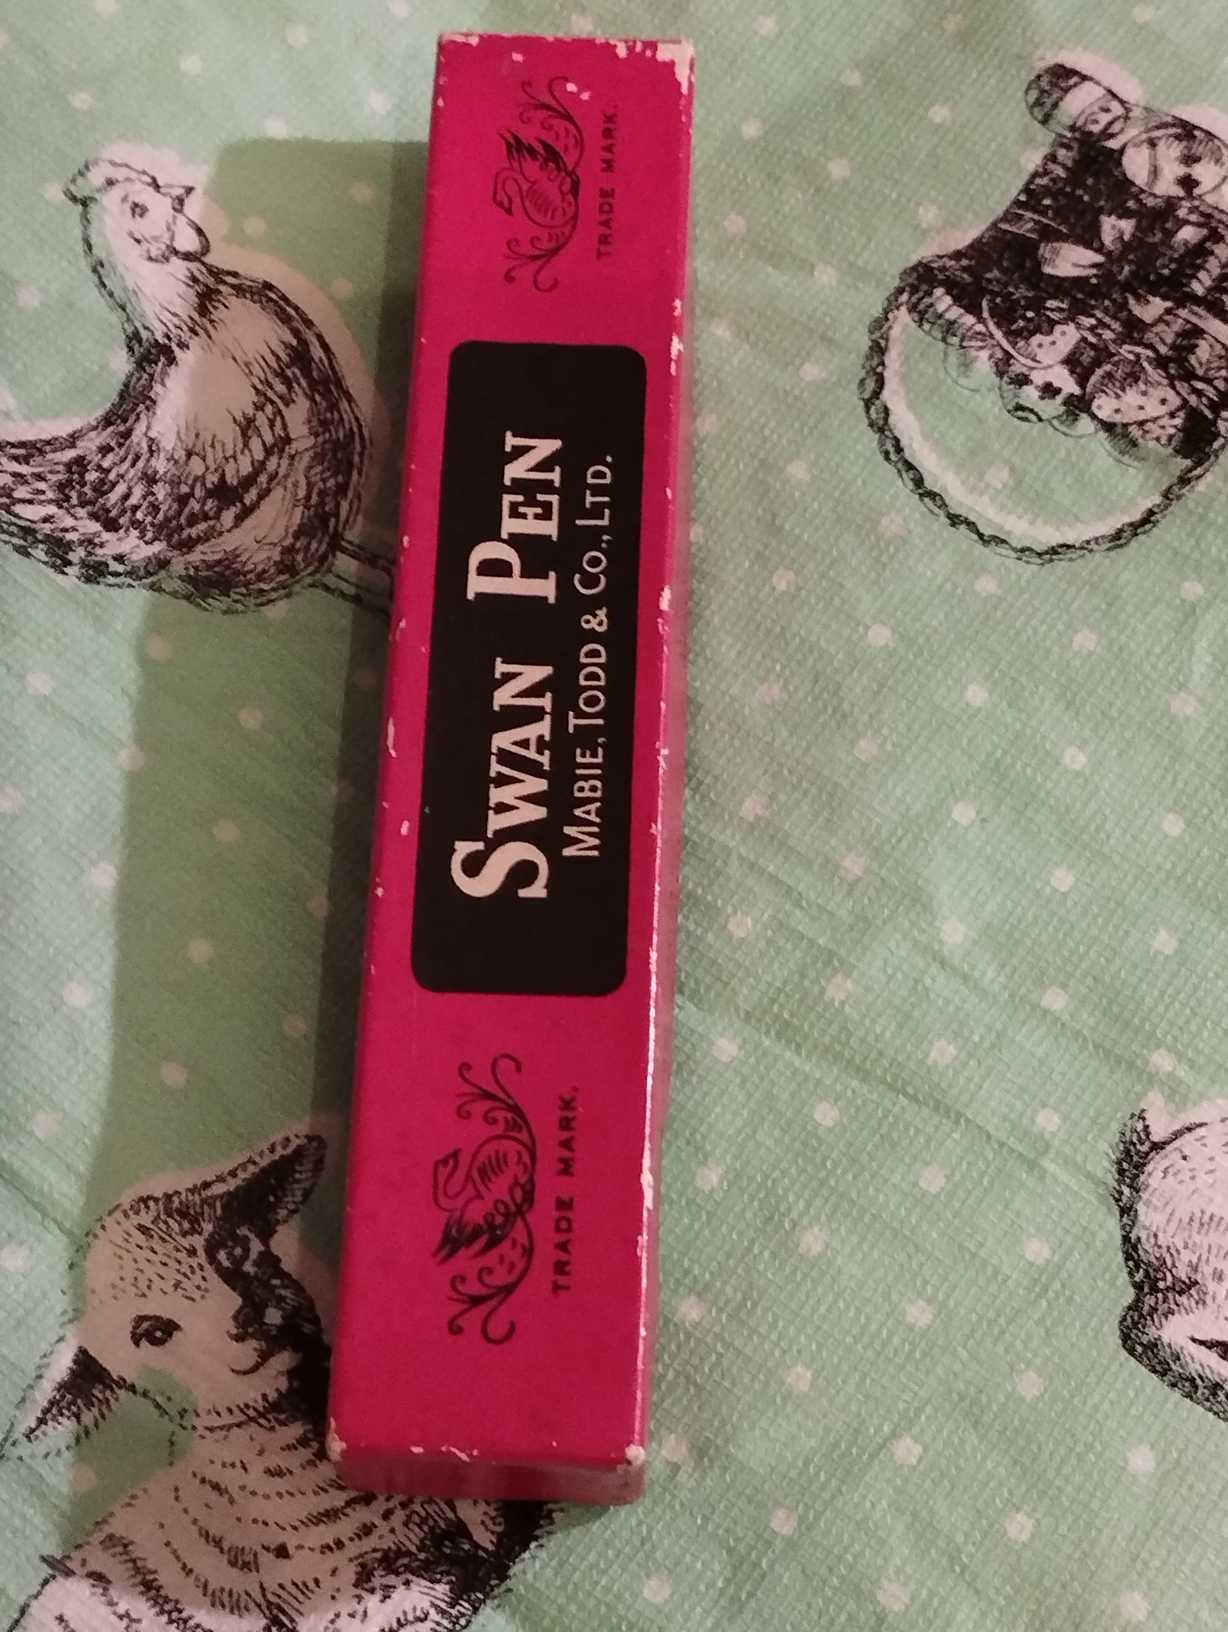 TRADE MARK.
SWAN PEN
MABIE, TODD & CO., LTD.
TRADE MARK.